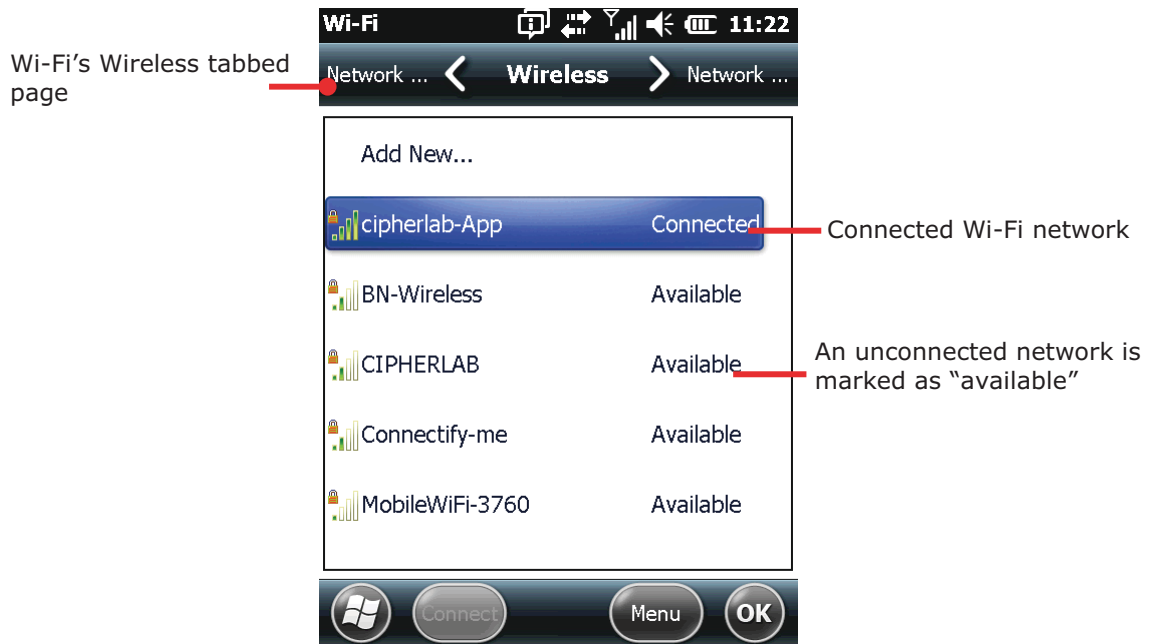 Wi-Fi 11:22
Wi-Fi's Wireless tabbed
page
Network ... Wireless Network ...
Add New...
cipherlab-App Connected
Connected Wi-Fi network
BN-Wireless Available
CIPHERLAB Available
An unconnected network is
marked as “available”
Connectify-me Available
MobileWiFi-3760 Available
Connect Menu OK